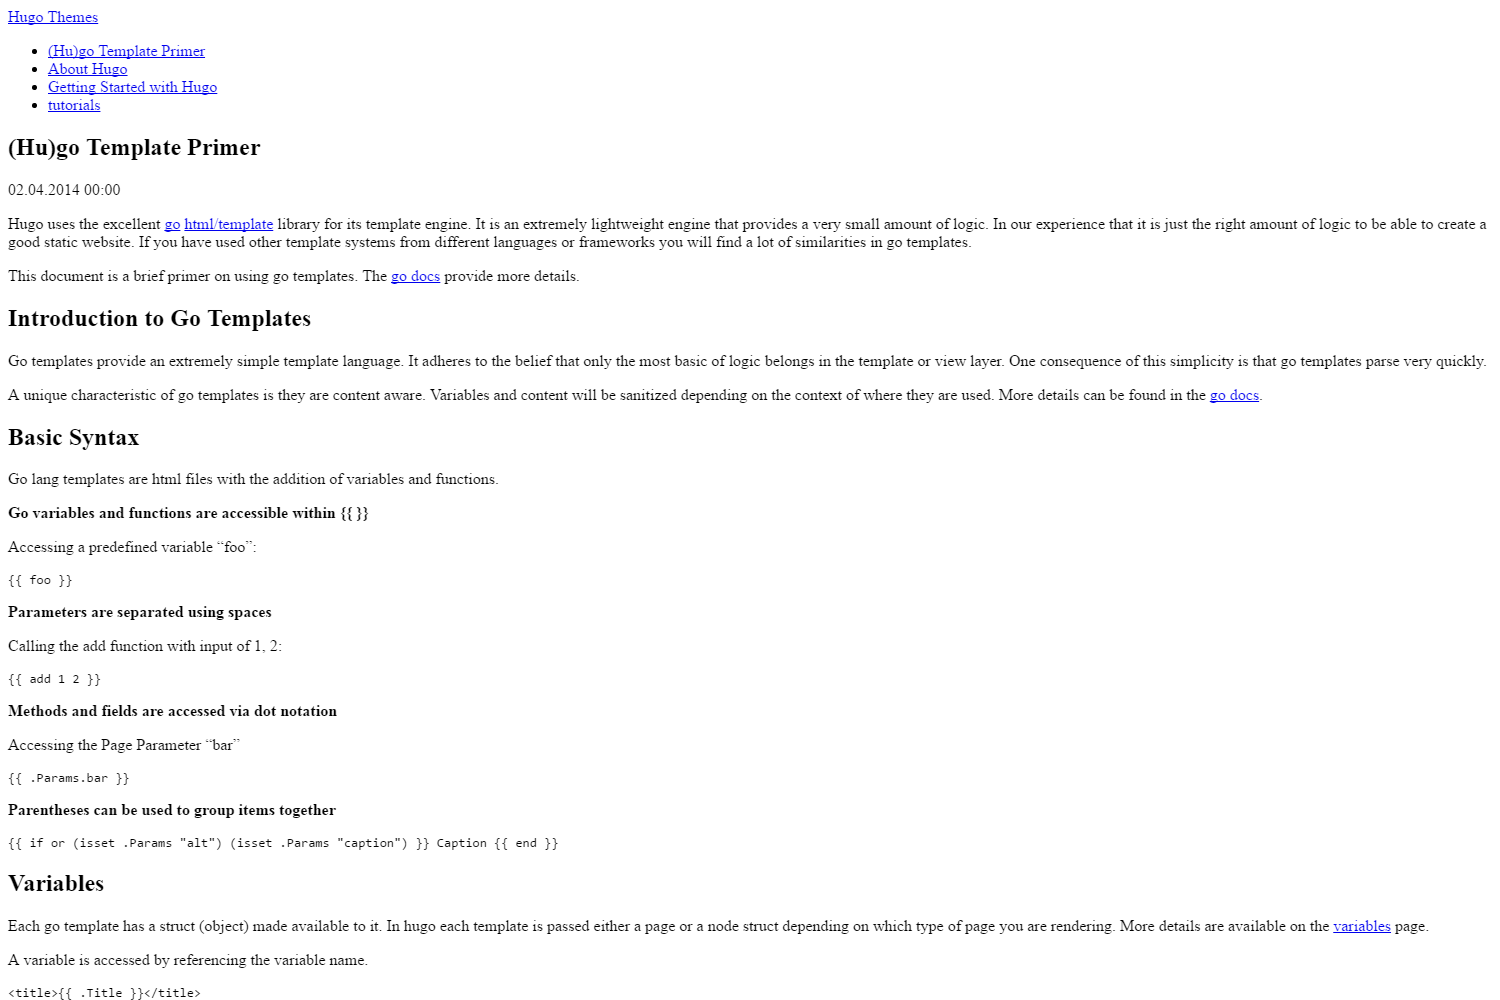 Hugo Themes
(Hu)go Template Primer
About Hugo
Getting Started with Hugo
tutorials
(Hu)go Template Primer
02.04.2014 00:00
Hugo uses the excellent go html/template library for its template engine. It is an extremely lightweight engine that provides a very small amount of logic. In our experience that it is just the right amount of logic to be able to create a
good static website. If you have used other template systems from different languages or frameworks you will find a lot of similarities in go templates.
This document is a brief primer on using go templates. The go docs provide more details.
Introduction to Go Templates
Go templates provide an extremely simple template language. It adheres to the belief that only the most basic of logic belongs in the template or view layer. One consequence of this simplicity is that go templates parse very quickly.
A unique characteristic of go templates is they are content aware. Variables and content will be sanitized depending on the context of where they are used. More details can be found in the go docs.
Basic Syntax
Go lang templates are html files with the addition of variables and functions.
Go variables and functions are accessible within {{ }}
Accessing a predefined variable “foo”:
{{ foo }}
Parameters are separated using spaces
Calling the add function with input of 1, 2:
{{ add 1 2 }}
Methods and fields are accessed via dot notation
Accessing the Page Parameter “bar”
{{ .Params.bar }}
Parentheses can be used to group items together
{{ if or (isset .Params "alt") (isset .Params "caption") }} Caption {{ end }}
Variables
Each go template has a struct (object) made available to it. In hugo each template is passed either a page or a node struct depending on which type of page you are rendering. More details are available on the variables page.
A variable is accessed by referencing the variable name.
<title>{{ .Title }}</title>